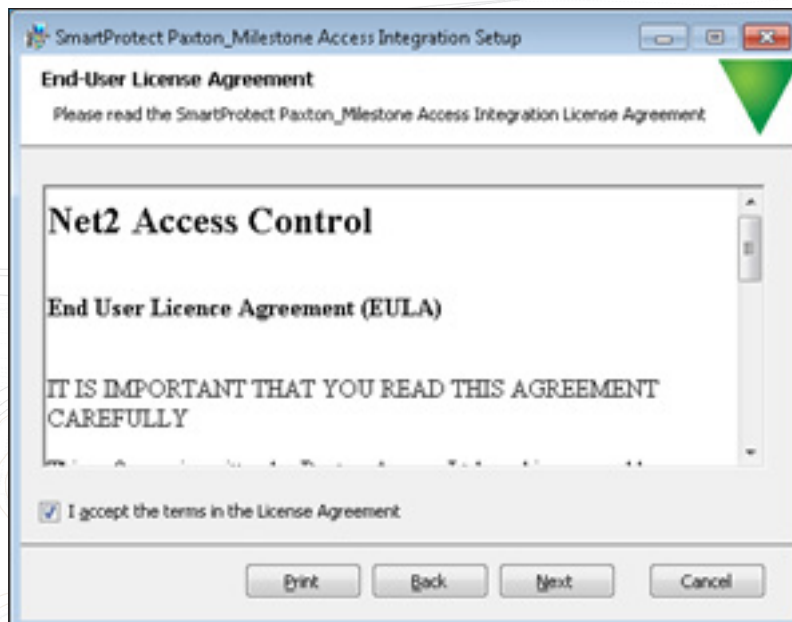 SmartProtect Paxton_Milestone Access Integration Setup
End-User License Agreement
Please read the SmartProtect Paxton_Milestone Access Integration License Agreement
Net2 Access Control
End User Licence Agreement (EULA)
IT IS IMPORTANT THAT YOU READ THIS AGREEMENT
CAREFULLY
I accept the terms in the License Agreement
Print
Back
Next
Cancel